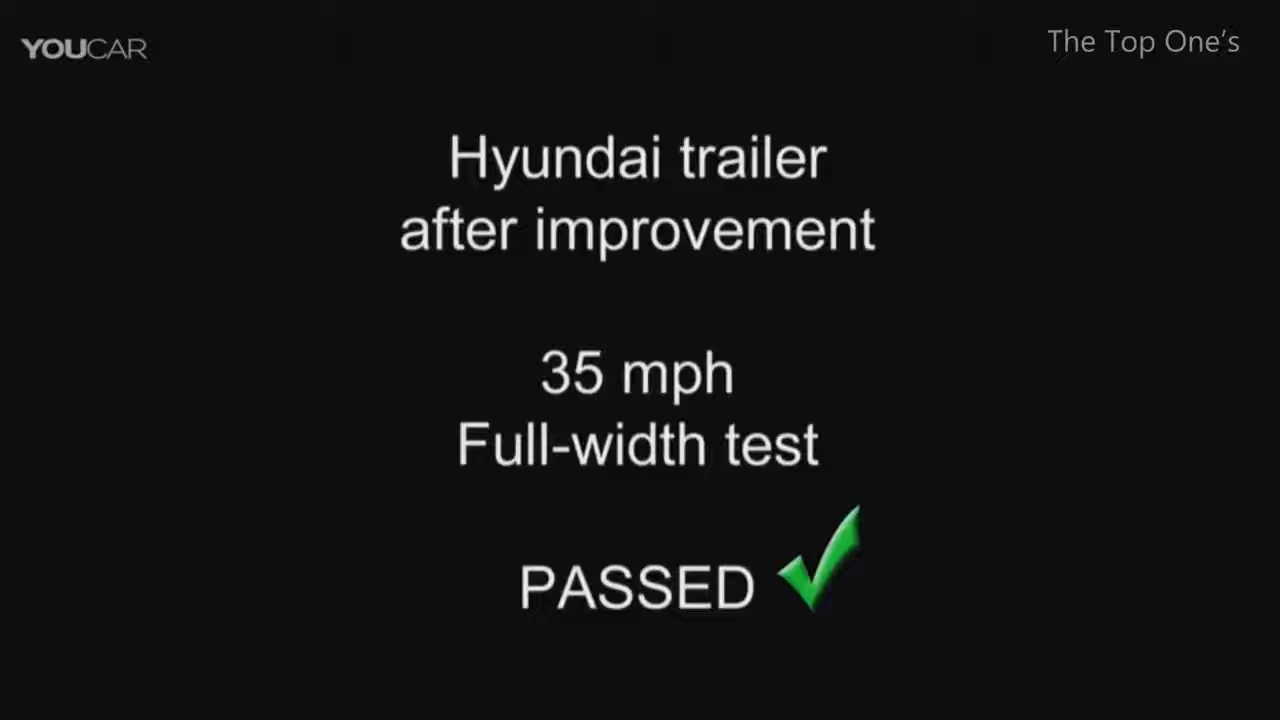 YOUCAR
The Top One's
Hyundai trailer
after improvement
35 mph
Full-width test
PASSED